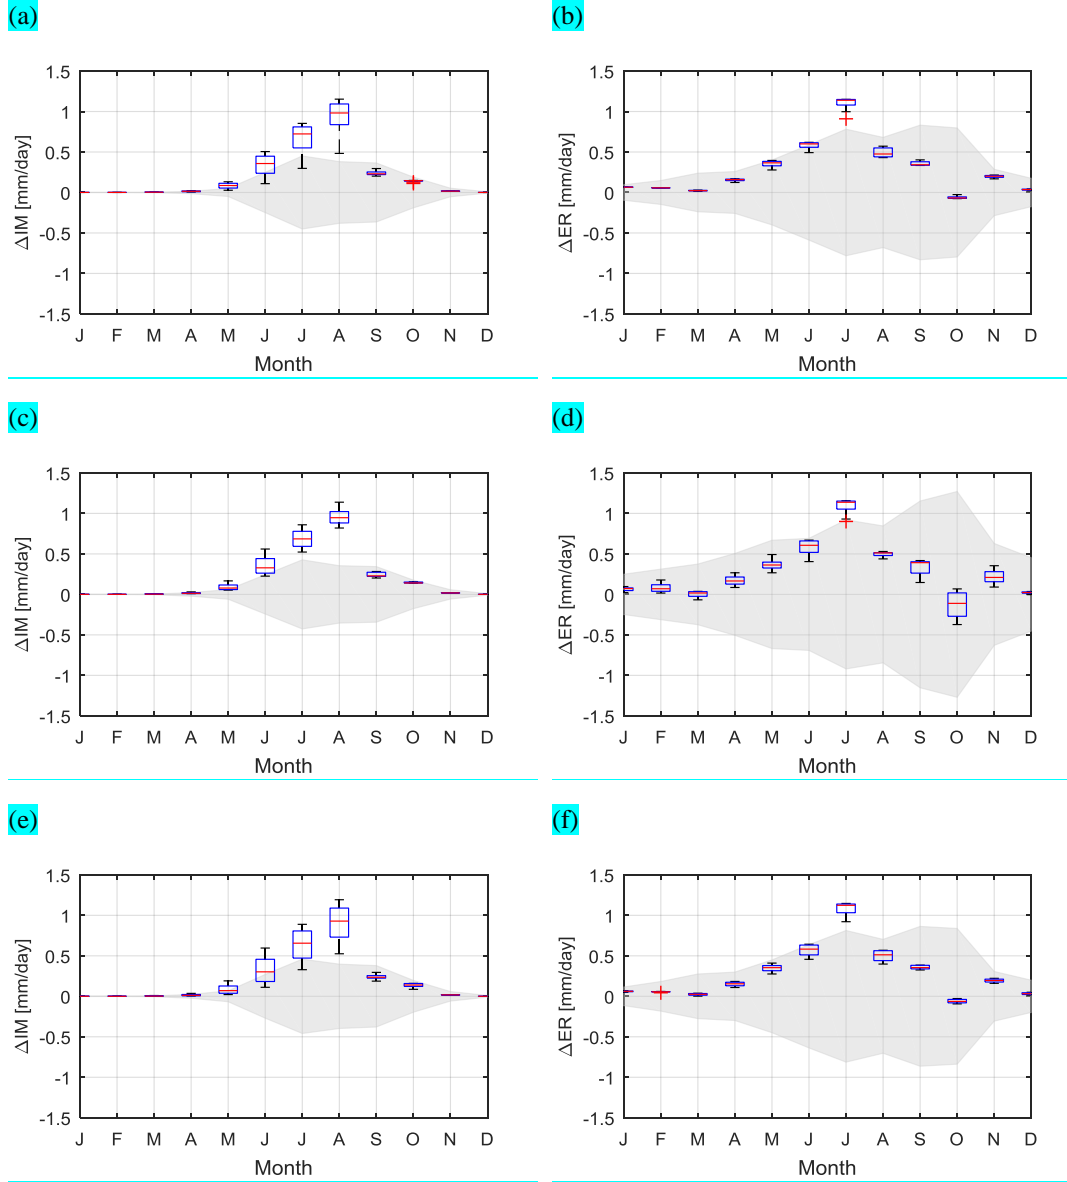 (a) (b)
1.5 1.5
1 1
0.5 0.5
0 0
-0.5 -0.5
-1 -1
-1.5 -1.5
ΔIM [mm/day] ΔER [mm/day]
J F M A M J J A S O N D J F M A M J J A S O N D
Month Month
(c) (d)
1.5 1.5
1 1
0.5 0.5
0 0
-0.5 -0.5
-1 -1
-1.5 -1.5
ΔIM [mm/day] ΔER [mm/day]
J F M A M J J A S O N D J F M A M J J A S O N D
Month Month
(e) (f)
1.5 1.5
1 1
0.5 0.5
0 0
-0.5 -0.5
-1 -1
-1.5 -1.5
ΔIM [mm/day] ΔER [mm/day]
J F M A M J J A S O N D J F M A M J J A S O N D
Month Month